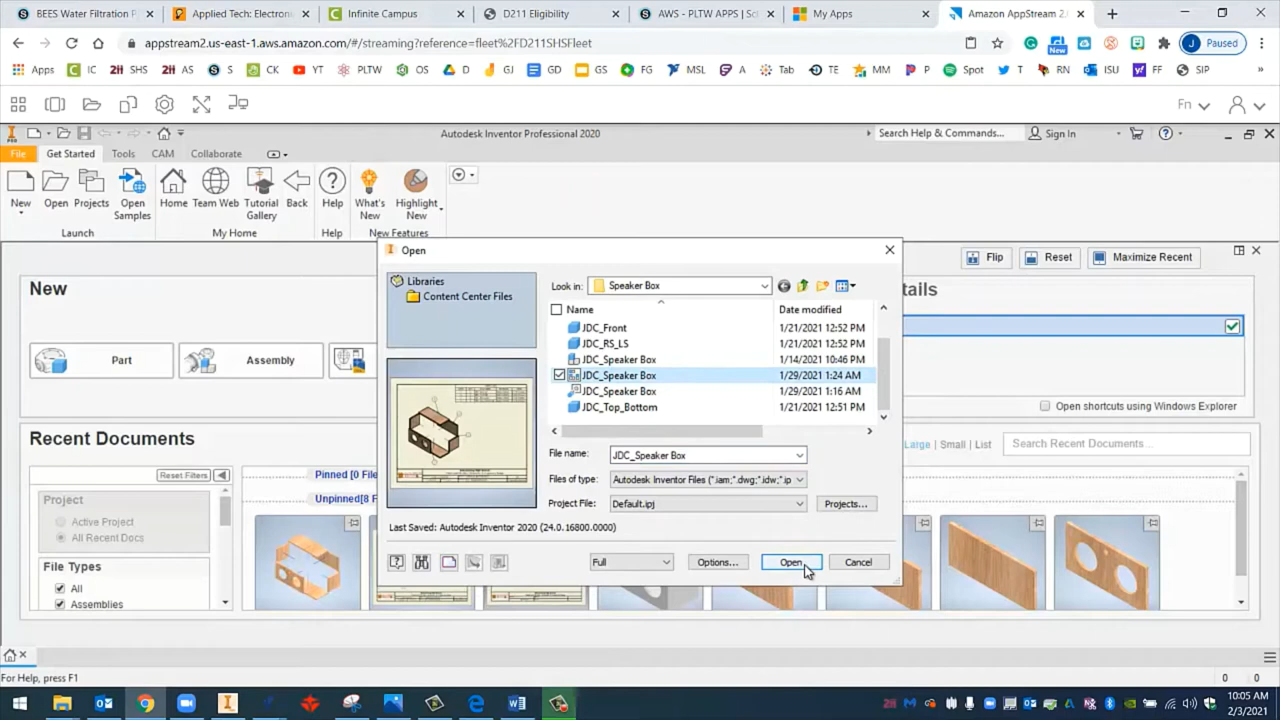 BEES Water Filtration P
Applied Tech: Electroni
Infinite Campus
D211 Eligibility
AWS - PLTW APPS | Sc
My Apps
Amazon AppStream 2.
appstream2.us-east-1.aws.amazon.com/#/streaming?reference=fleet%2FD211SHSFleet
New
J Paused
Apps IC SHS AS S CK YT PLTW OS D GJ GD GS FG MSL A Tab TE MM P Spot T RN ISU FF SIP »
Fn
Autodesk Inventor Professional 2020
Search Help & Commands...
Sign In
File Get Started Tools CAM Collaborate
New Open Projects Open Samples Home Team Web Tutorial Gallery Back Help What's New Highlight New
Launch My Home Help New Features
Open
Flip Reset Maximize Recent
New
Libraries
Content Center Files
Look in: Speaker Box
etails
Name Date modified
JDC_Front 1/21/2021 12:52 PM
JDC_RS_LS 1/21/2021 12:52 PM
JDC_Speaker Box 1/14/2021 10:46 PM
JDC_Speaker Box 1/29/2021 1:24 AM
JDC_Speaker Box 1/29/2021 1:16 AM
JDC_Top_Bottom 1/21/2021 12:51 PM
Part Assembly
Open shortcuts using Windows Explorer
Recent Documents
Large | Small | List
Search Recent Documents...
File name: JDC_Speaker Box
Files of type: Autodesk Inventor Files (*.iam;*.dwg;*.idw;*.ip
Project File: Default.ipj
Projects...
Last Saved: Autodesk Inventor 2020 (24.0.16800.0000)
Full Options... Open Cancel
Reset Filters
Pinned [0 File
Unpinned[8 F
Project
Active Project
All Recent Docs
File Types
All
Assemblies
For Help, press F1
0 0
10:05 AM
2/3/2021